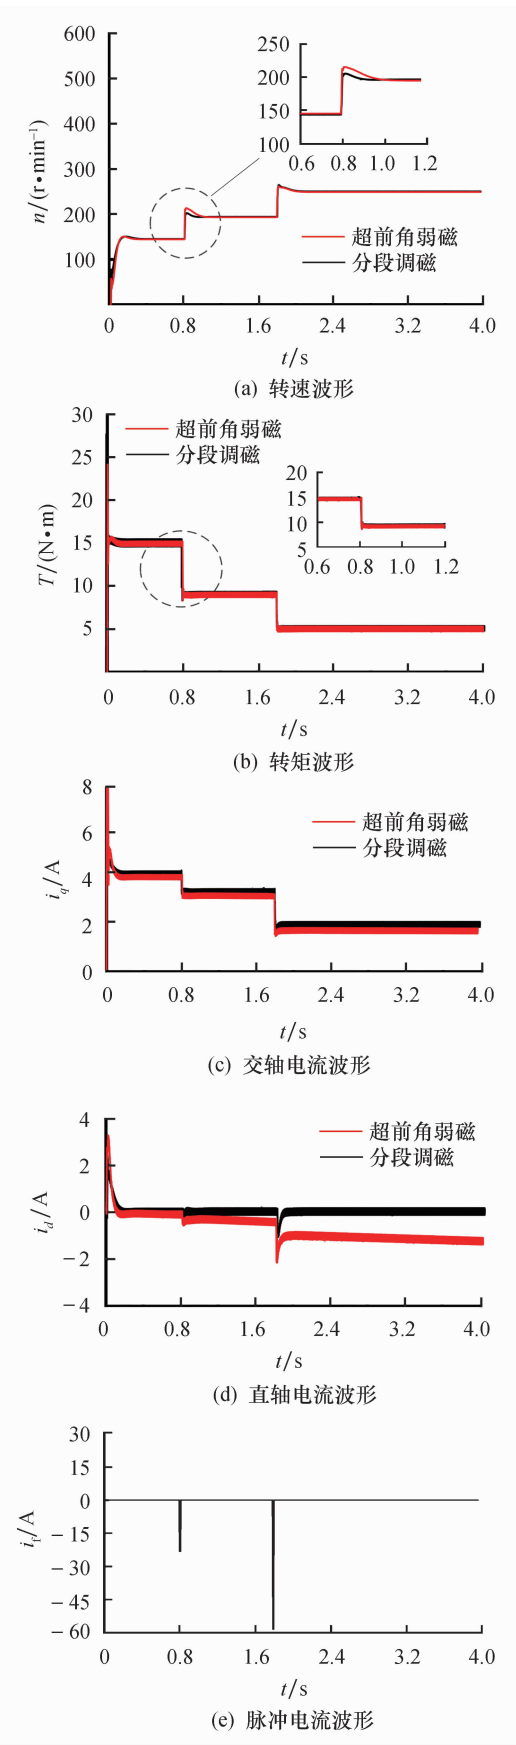 600
500
400
300
200
100
n/(r•min⁻¹)
250
200
150
100
0.6 0.8 1.0 1.2
超前角弱磁
分段调磁
0 0.8 1.6 2.4 3.2 4.0
t/s
(a) 转速波形
30
25
20
15
10
5
T/(N•m)
超前角弱磁
分段调磁
20
15
10
5
0.6 0.8 1.0 1.2
0 0.8 1.6 2.4 3.2 4.0
t/s
(b) 转矩波形
8
6
4
2
0
i_q/A
超前角弱磁
分段调磁
0 0.8 1.6 2.4 3.2 4.0
t/s
(c) 交轴电流波形
4
2
0
−2
−4
i_d/A
超前角弱磁
分段调磁
0 0.8 1.6 2.4 3.2 4.0
t/s
(d) 直轴电流波形
30
15
0
−15
−30
−45
−60
i_f/A
0 0.8 1.6 2.4 3.2 4.0
t/s
(e) 脉冲电流波形